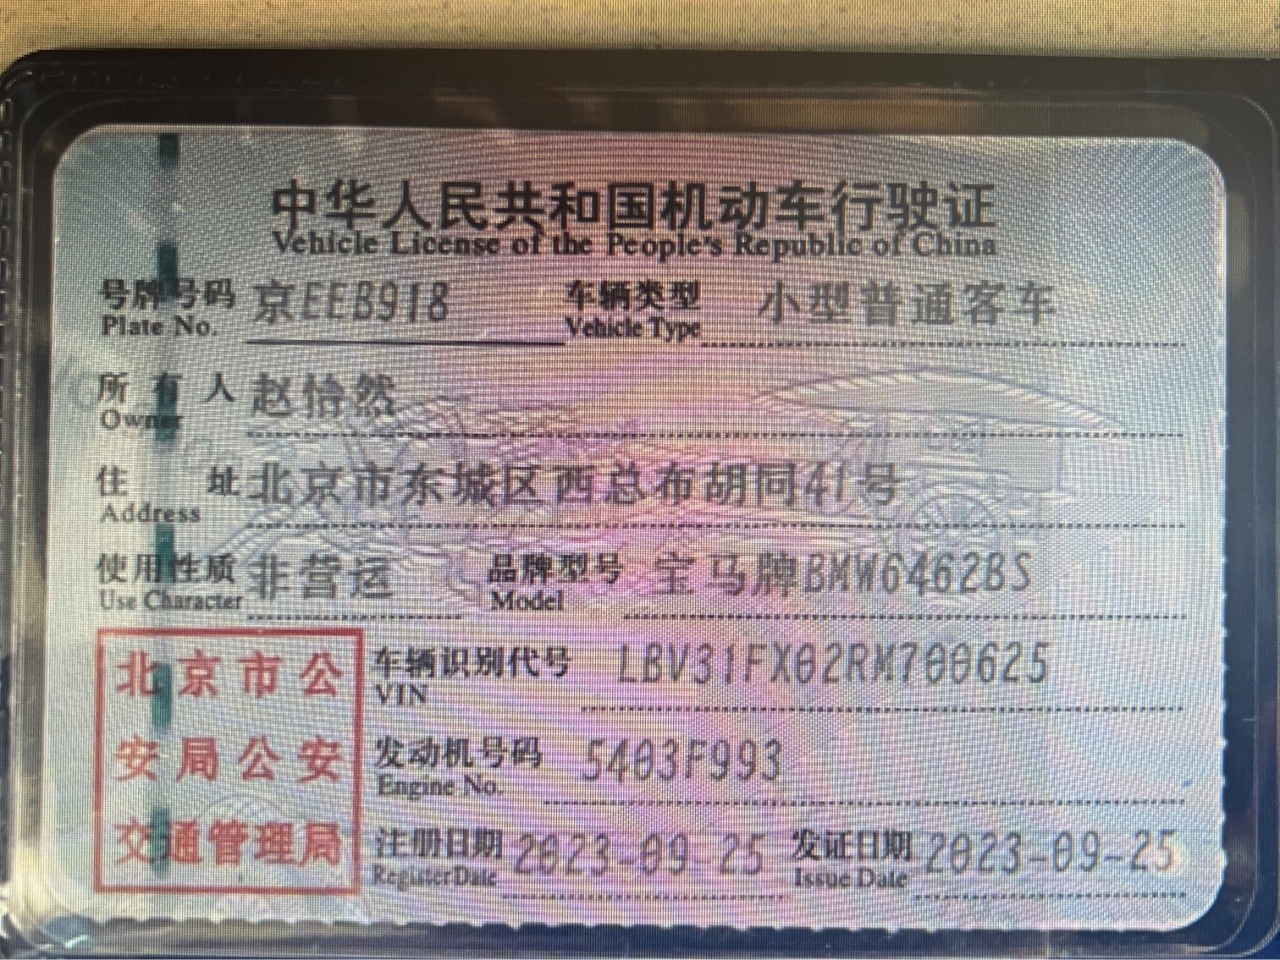 中华人民共和国机动车行驶证
Vehicle License of the People's Republic of China
号牌号码 京EEB918 车辆类型 小型普通客车
Plate No. Vehicle Type
所有人 赵怡然
Owner
住址 北京市东城区西总布胡同41号
Address
使用性质 非营运 品牌型号 宝马牌BMW6462BS
Use Character Model
北京市公
安局公安
交通管理局
车辆识别代号 LBV31FX02RM700625
VIN
发动机号码 5403F993
Engine No.
注册日期 2023-09-25 发证日期 2023-09-25
Register Date Issue Date